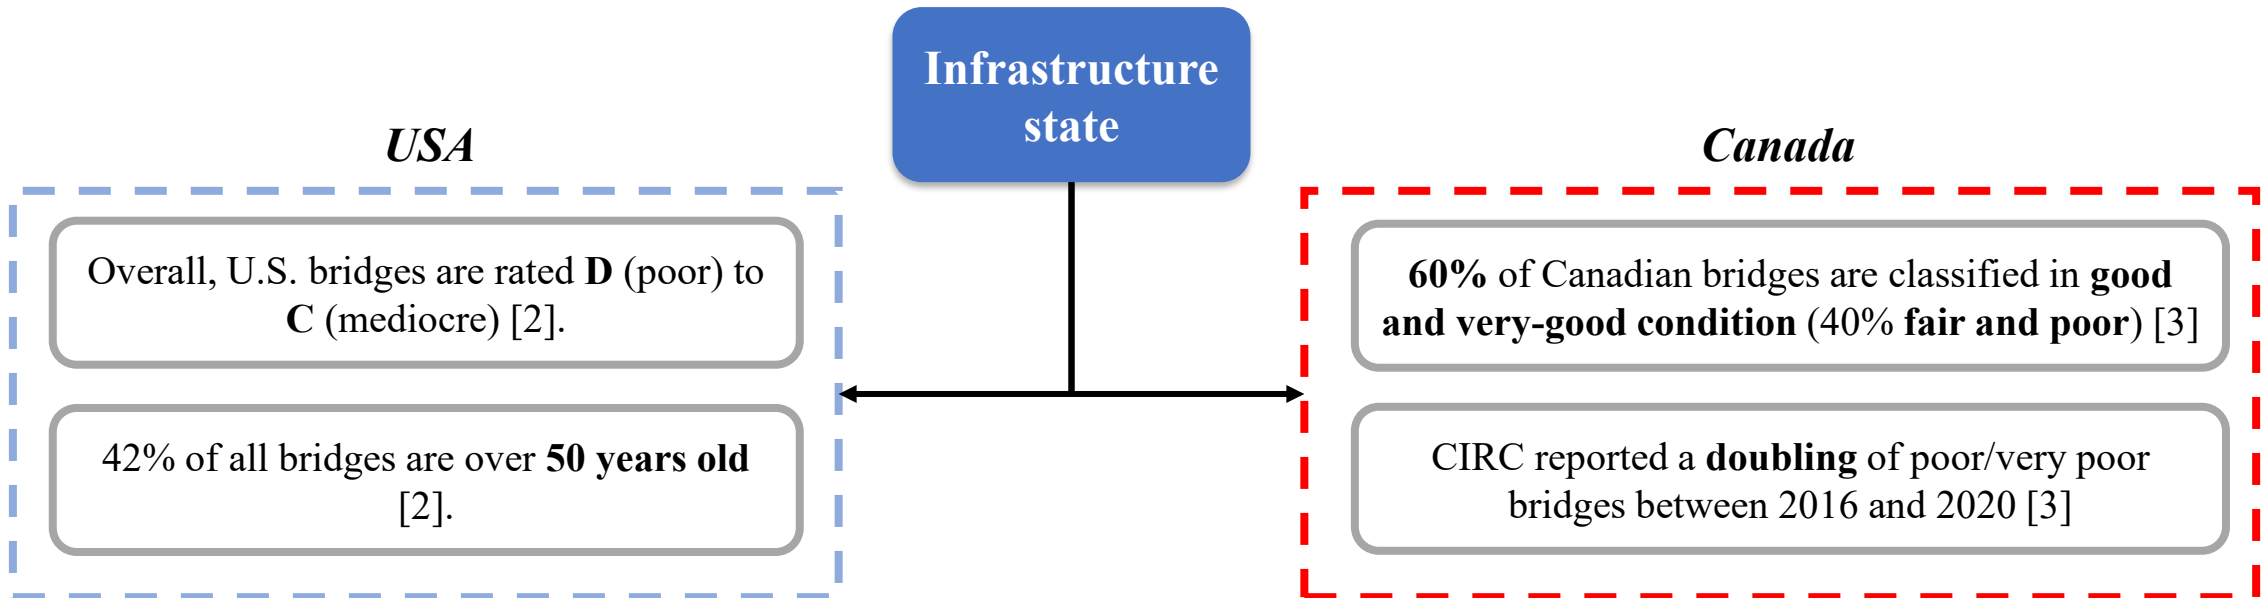 Infrastructure
state
USA
Overall, U.S. bridges are rated D (poor) to
C (mediocre) [2].
42% of all bridges are over 50 years old
[2].
Canada
60% of Canadian bridges are classified in good
and very-good condition (40% fair and poor) [3]
CIRC reported a doubling of poor/very poor
bridges between 2016 and 2020 [3]